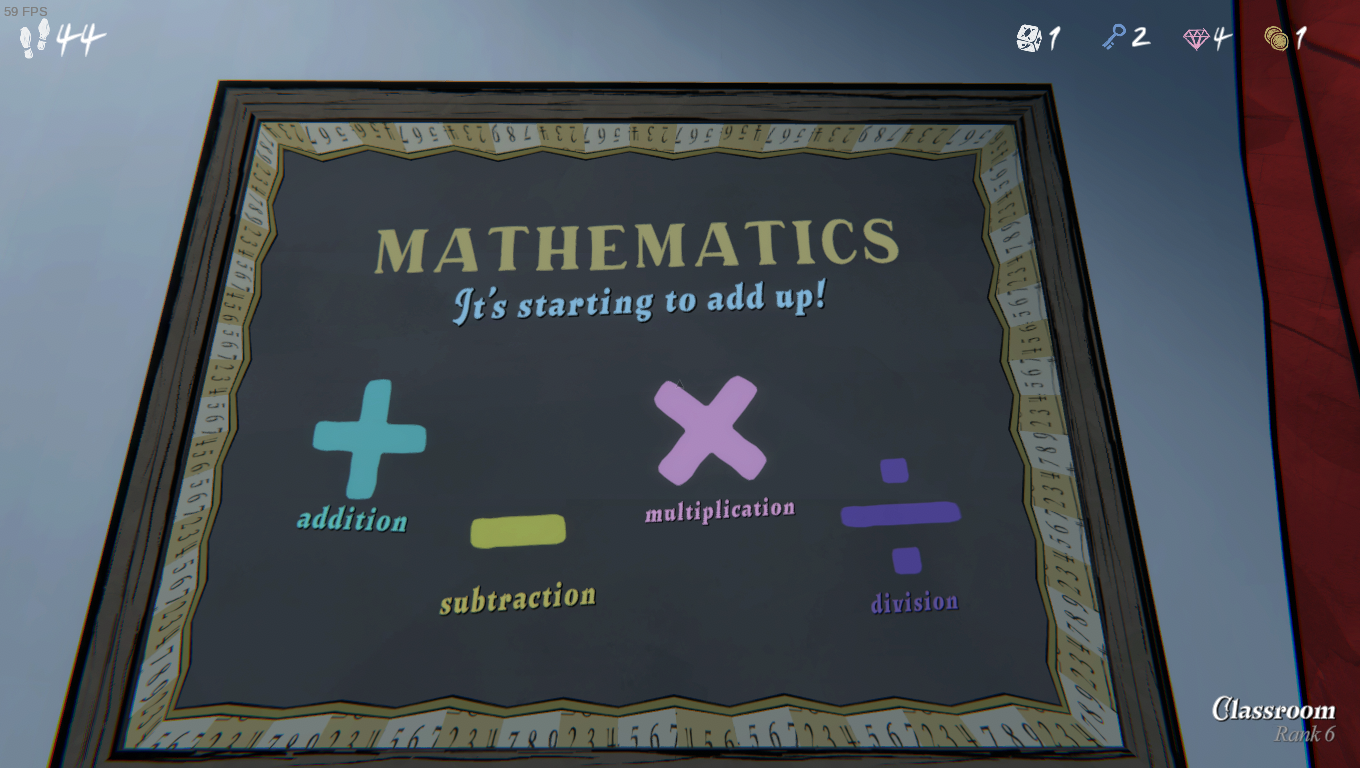 59 FPS
44
1
2
4
1
MATHEMATICS
It's starting to add up!
addition
subtraction
multiplication
division
Classroom
Rank 6